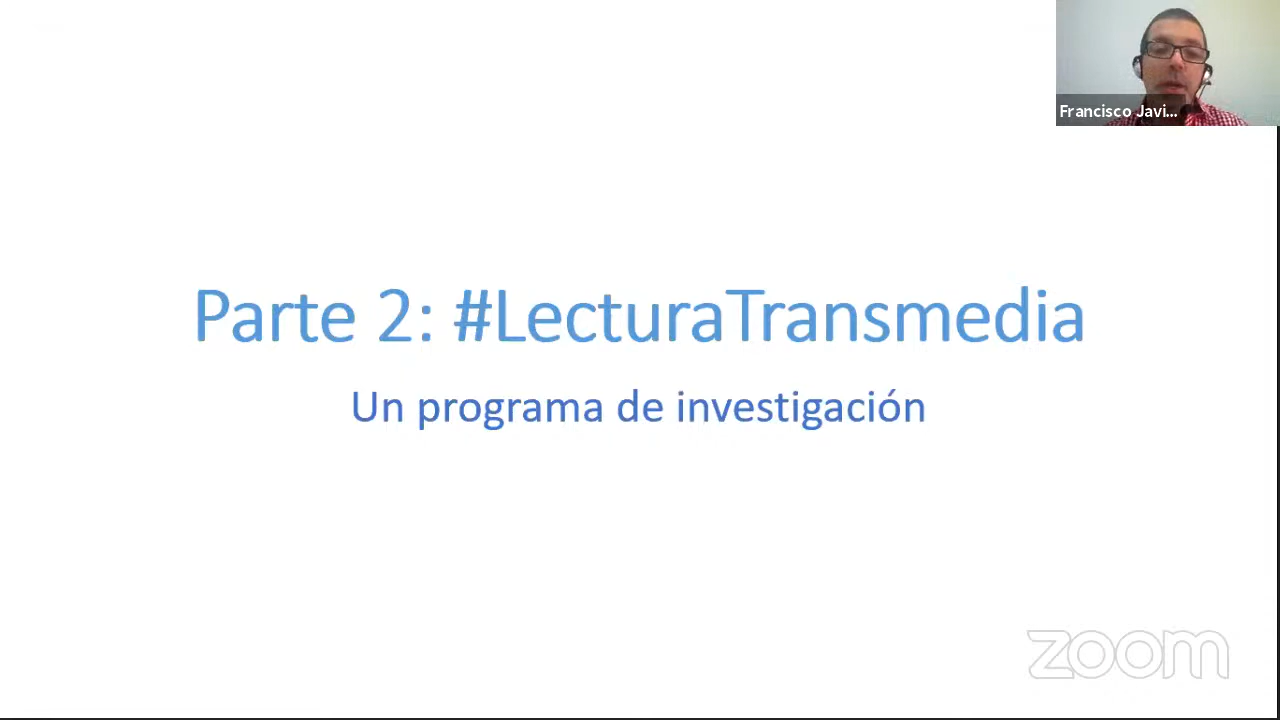 Francisco Javi...
Parte 2: #LecturaTransmedia
Un programa de investigación
zoom